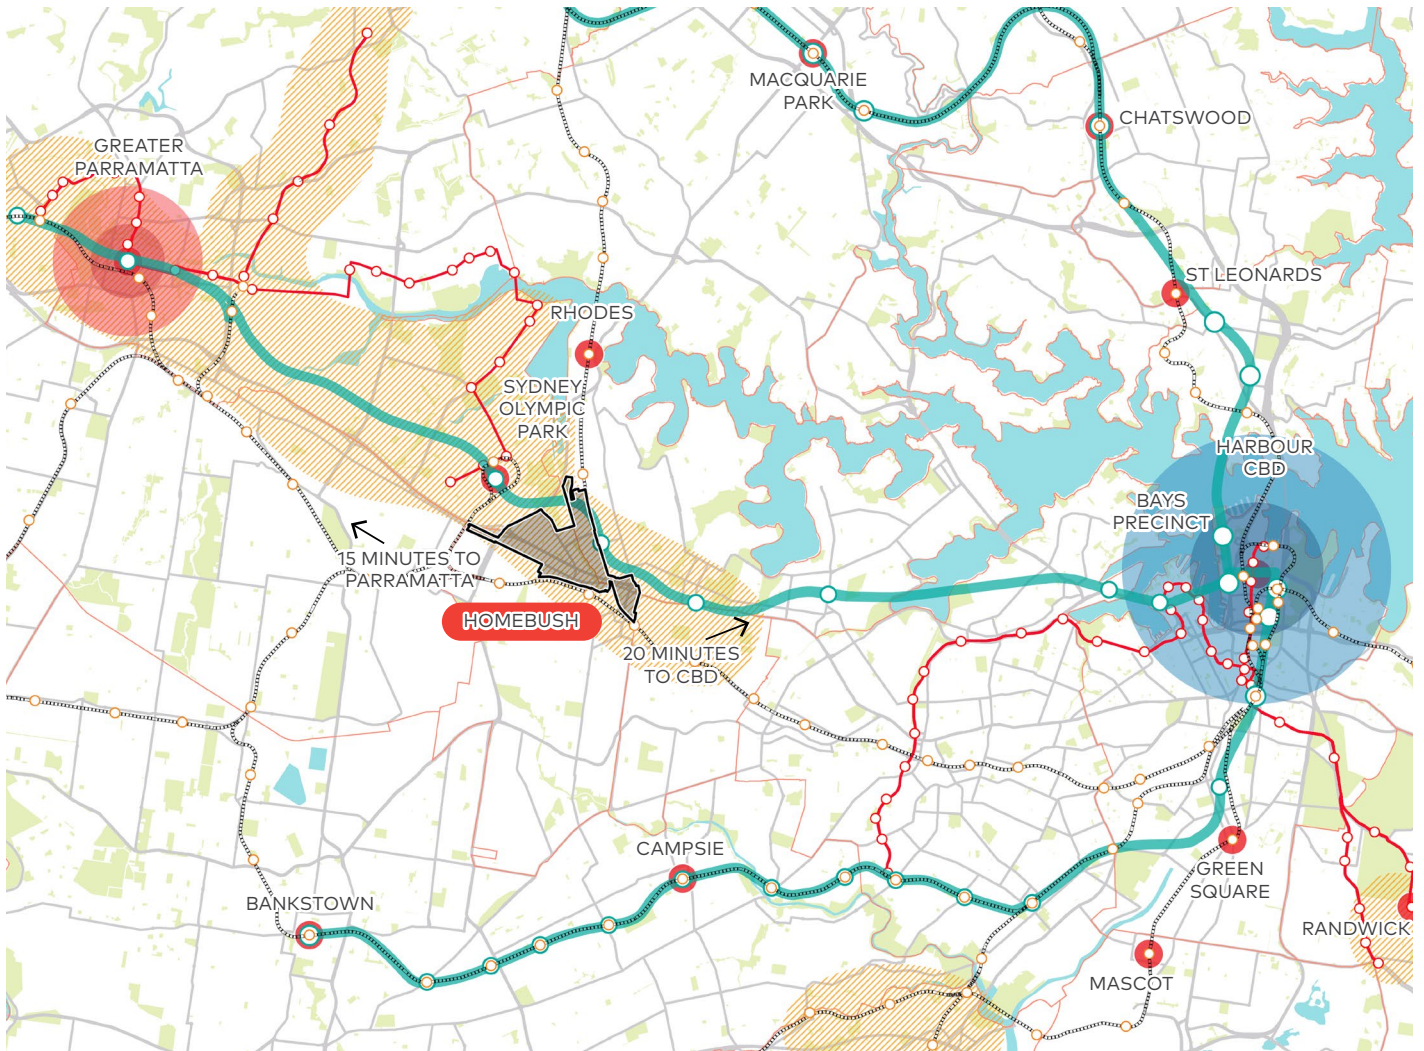 MACQUARIE
PARK
CHATSWOOD
GREATER
PARRAMATTA
ST LEONARDS
RHODES
SYDNEY
OLYMPIC
PARK
HARBOUR
CBD
BAYS
PRECINCT
15 MINUTES TO
PARRAMATTA
HOMEBUSH
20 MINUTES
TO CBD
CAMPSIE
GREEN
SQUARE
BANKSTOWN
RANDWICK
MASCOT